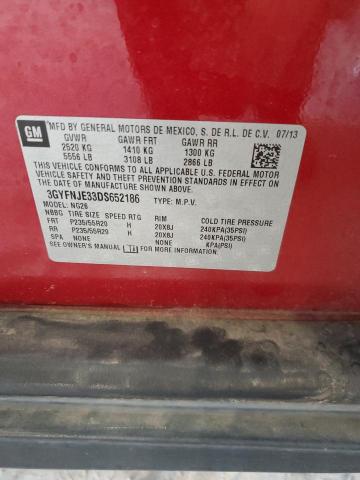 GM
MFD BY GENERAL MOTORS DE MEXICO, S. DE R.L. DE C.V. 07/13
GVWR GAWR FRT GAWR RR
2520 KG 1410 KG 1300 KG
5556 LB 3108 LB 2866 LB
THIS VEHICLE CONFORMS TO ALL APPLICABLE U.S. FEDERAL MOTOR
VEHICLE SAFETY AND THEFT PREVENTION STANDARDS IN EFFECT ON
THE DATE OF MANUFACTURE SHOWN ABOVE.
3GYFNJE33DS652186 TYPE: M.P.V.
MODEL: NG26
NBBG TIRE SIZE SPEED RTG RIM COLD TIRE PRESSURE
FRT P235/55R20 H 20X8J 240KPA(35PSI)
RR P235/55R20 H 20X8J 240KPA(35PSI)
SPA NONE KPA(PSI)
SEE OWNER'S MANUAL